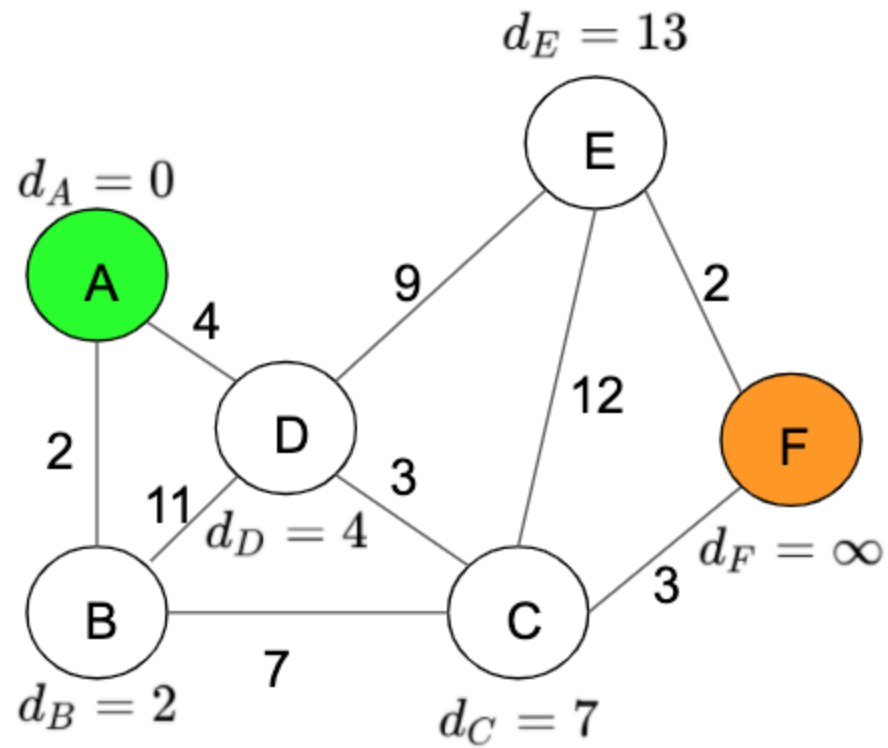 d_E = 13
E
d_A = 0
A
4
9
2
D
12
F
2
11
3
d_D = 4
d_F = ∞
3
B
C
7
d_B = 2
d_C = 7